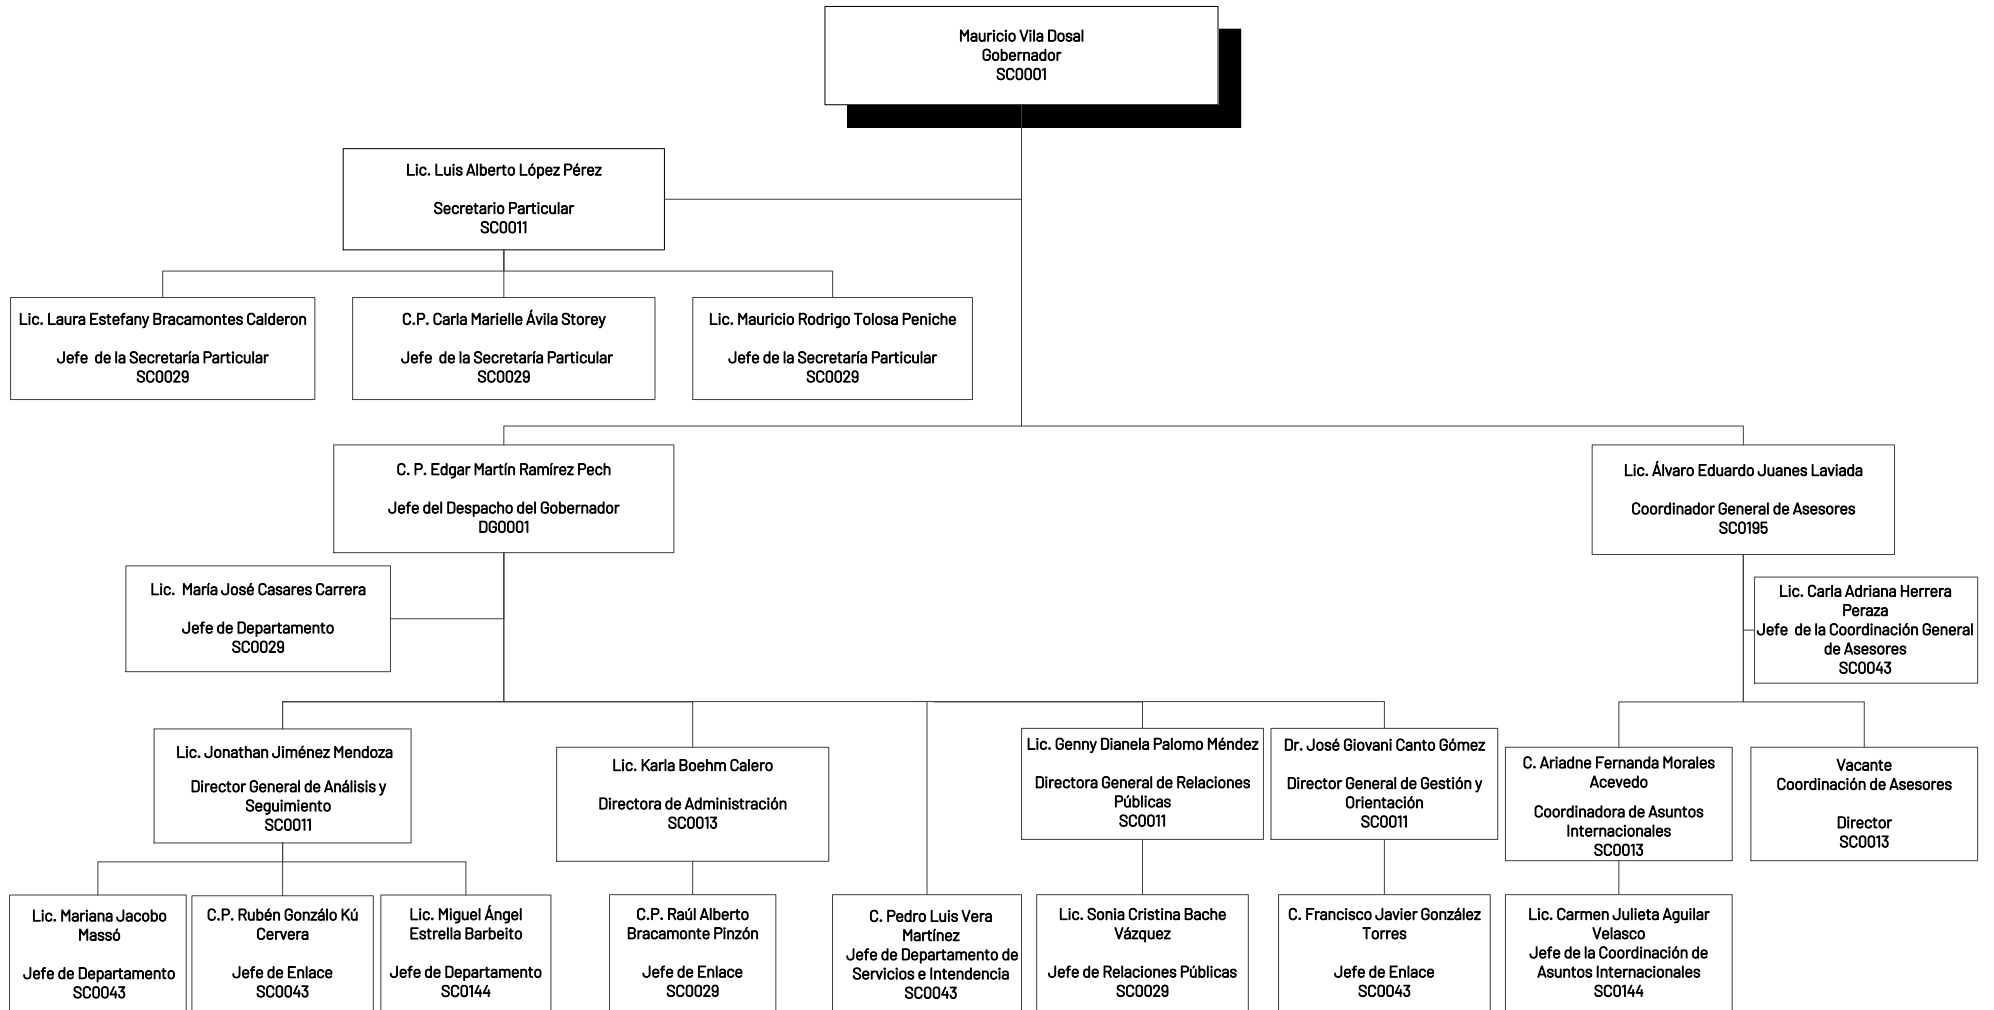 Mauricio Vila Dosal
Gobernador
SC0001
Lic. Luis Alberto López Pérez
Secretario Particular
SC0011
Lic. Laura Estefany Bracamontes Calderon
Jefe de la Secretaría Particular
SC0029
C.P. Carla Marielle Ávila Storey
Jefe de la Secretaría Particular
SC0029
Lic. Mauricio Rodrigo Tolosa Peniche
Jefe de la Secretaría Particular
SC0029
C. P. Edgar Martín Ramírez Pech
Jefe del Despacho del Gobernador
DG0001
Lic. Álvaro Eduardo Juanes Laviada
Coordinador General de Asesores
SC0195
Lic. María José Casares Carrera
Jefe de Departamento
SC0029
Lic. Carla Adriana Herrera
Peraza
Jefe de la Coordinación General
de Asesores
SC0043
Lic. Jonathan Jiménez Mendoza
Director General de Análisis y
Seguimiento
SC0011
Lic. Karla Boehm Calero
Directora de Administración
SC0013
Lic. Genny Dianela Palomo Méndez
Directora General de Relaciones
Públicas
SC0011
Dr. José Giovani Canto Gómez
Director General de Gestión y
Orientación
SC0011
C. Ariadne Fernanda Morales
Acevedo
Coordinadora de Asuntos
Internacionales
SC0013
Vacante
Coordinación de Asesores
Director
SC0013
Lic. Mariana Jacobo
Massó
Jefe de Departamento
SC0043
C.P. Rubén Gonzálo Kú
Cervera
Jefe de Enlace
SC0043
Lic. Miguel Ángel
Estrella Barbeito
Jefe de Departamento
SC0144
C.P. Raúl Alberto
Bracamonte Pinzón
Jefe de Enlace
SC0029
C. Pedro Luis Vera
Martínez
Jefe de Departamento de
Servicios e Intendencia
SC0043
Lic. Sonia Cristina Bache
Vázquez
Jefe de Relaciones Públicas
SC0029
C. Francisco Javier González
Torres
Jefe de Enlace
SC0043
Lic. Carmen Julieta Aguilar
Velasco
Jefe de la Coordinación de
Asuntos Internacionales
SC0144